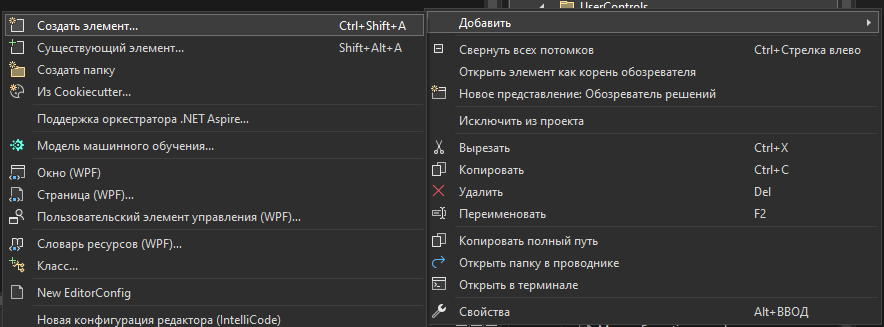 UserControls
Создать элемент... Ctrl+Shift+A
Существующий элемент... Shift+Alt+A
Создать папку
Из Cookiecutter...
Поддержка оркестратора .NET Aspire...
Модель машинного обучения...
Окно (WPF)
Страница (WPF)...
Пользовательский элемент управления (WPF)...
Словарь ресурсов (WPF)...
Класс...
New EditorConfig
Новая конфигурация редактора (IntelliCode)
Добавить
Свернуть всех потомков Ctrl+Стрелка влево
Открыть элемент как корень обозревателя
Новое представление: Обозреватель решений
Исключить из проекта
Вырезать Ctrl+X
Копировать Ctrl+C
Удалить Del
Переименовать F2
Копировать полный путь
Открыть папку в проводнике
Открыть в терминале
Свойства Alt+ВВОД